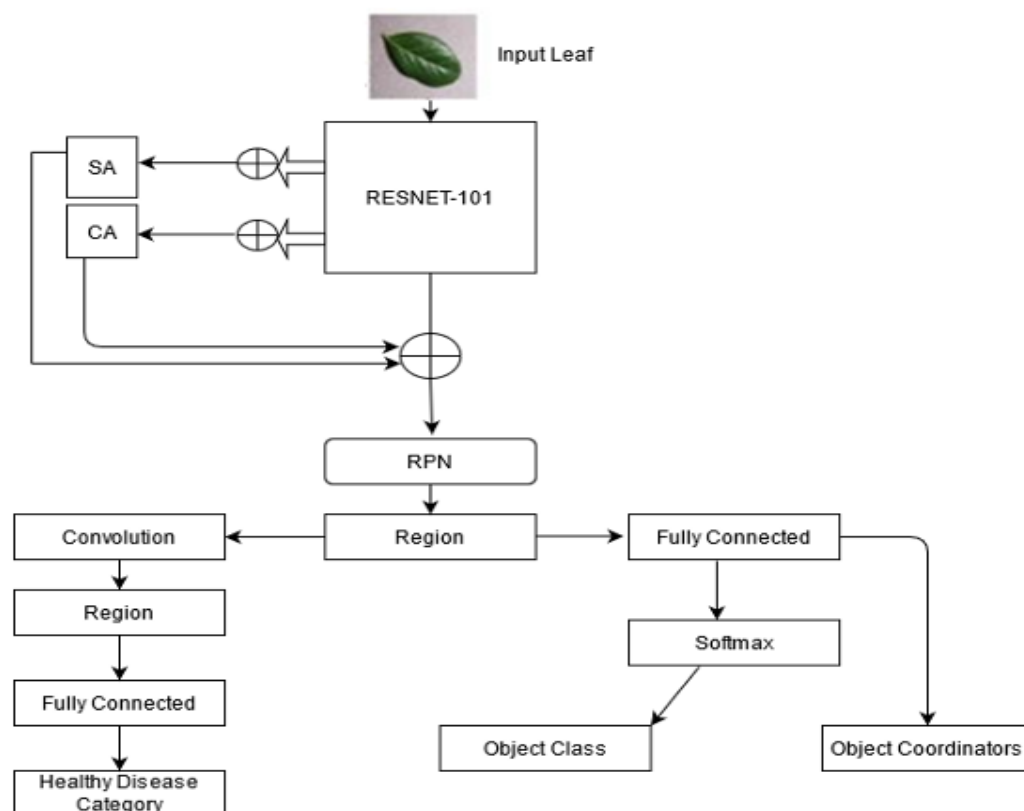 Input Leaf
SA
RESNET-101
CA
RPN
Convolution
Region
Fully Connected
Region
Softmax
Fully Connected
Object Class
Object Coordinators
Healthy Disease
Category